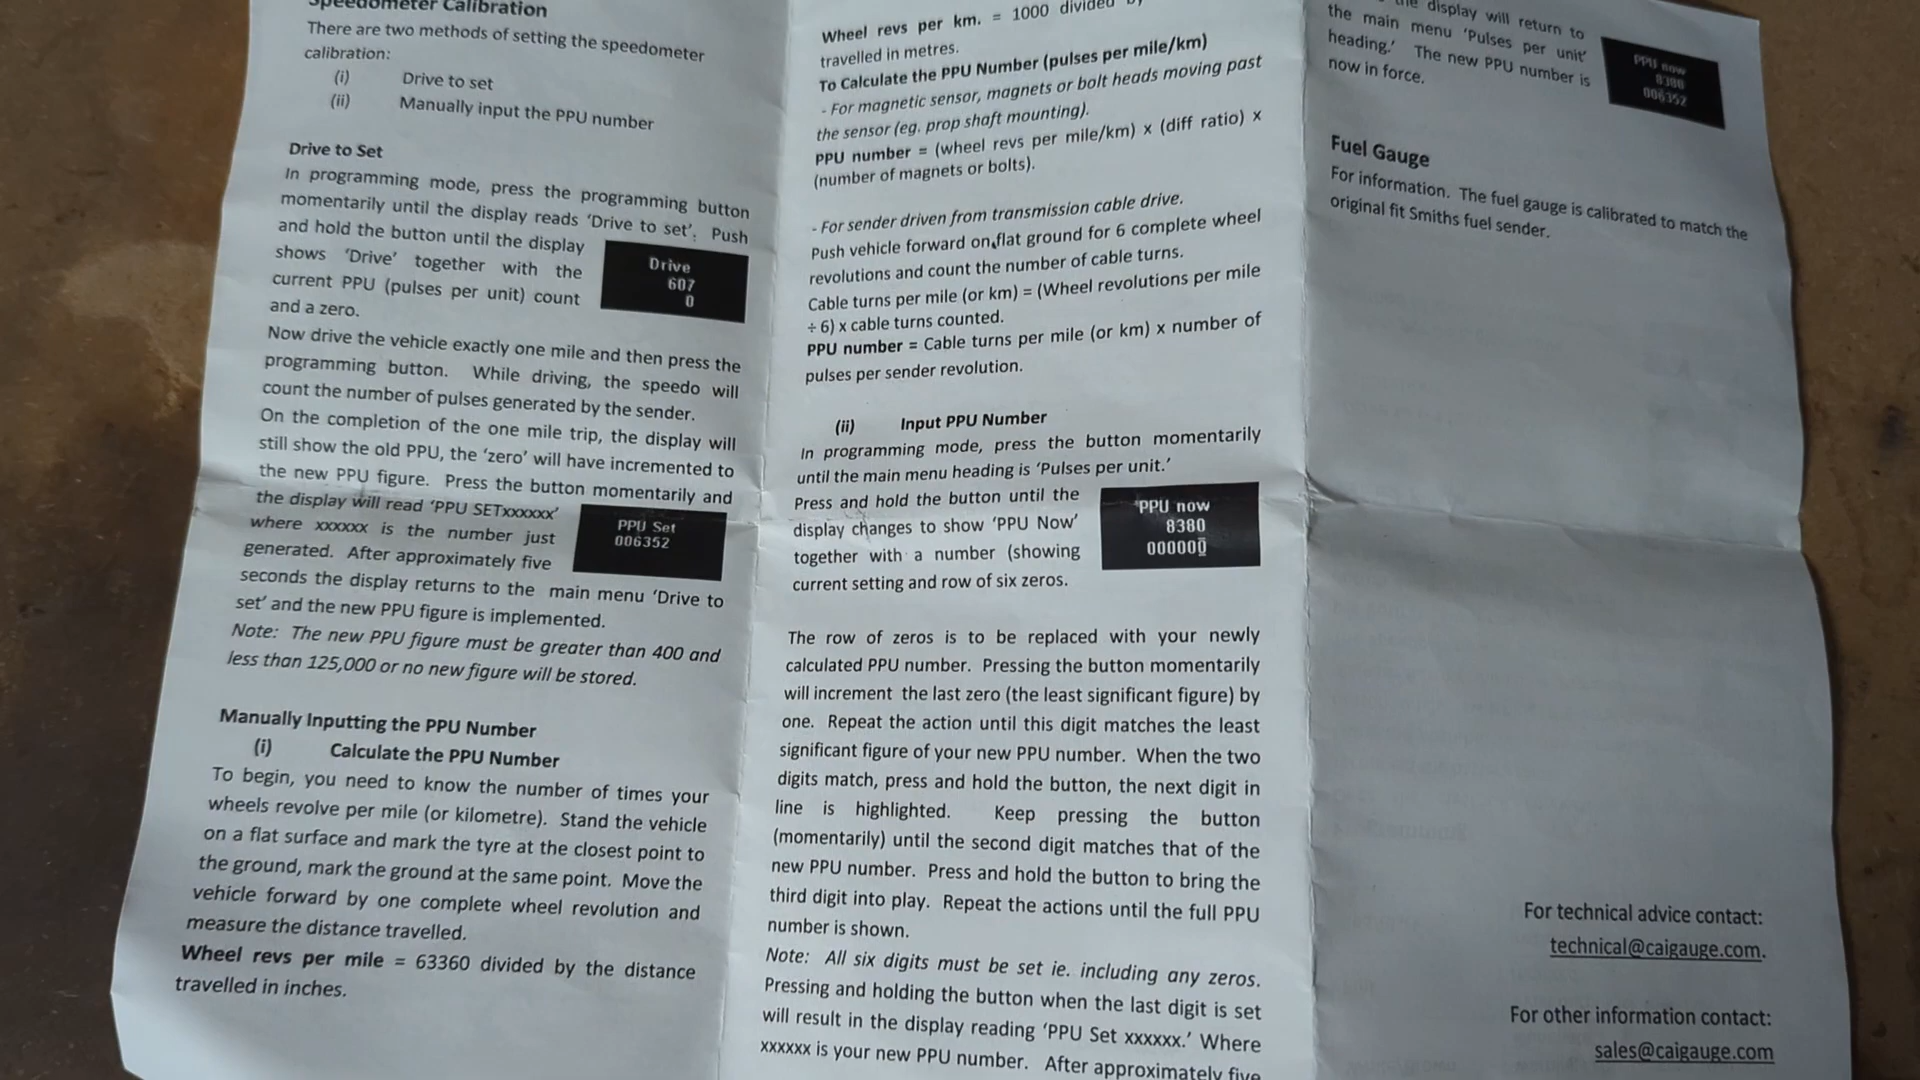 Speedometer Calibration
There are two methods of setting the speedometer
calibration:
(i) Drive to set
(ii) Manually input the PPU number
Drive to Set
In programming mode, press the programming button
momentarily until the display reads ‘Drive to set’. Push
and hold the button until the display
shows ‘Drive’ together with the
current PPU (pulses per unit) count
and a zero.
Drive
607
0
Now drive the vehicle exactly one mile and then press the
programming button. While driving, the speedo will
count the number of pulses generated by the sender.
On the completion of the one mile trip, the display will
still show the old PPU, the ‘zero’ will have incremented to
the new PPU figure. Press the button momentarily and
the display will read ‘PPU SETxxxxxx’
where xxxxxx is the number just
generated. After approximately five
PPU Set
006352
seconds the display returns to the main menu ‘Drive to
set’ and the new PPU figure is implemented.
Note: The new PPU figure must be greater than 400 and
less than 125,000 or no new figure will be stored.
Manually Inputting the PPU Number
(i) Calculate the PPU Number
To begin, you need to know the number of times your
wheels revolve per mile (or kilometre). Stand the vehicle
on a flat surface and mark the tyre at the closest point to
the ground, mark the ground at the same point. Move the
vehicle forward by one complete wheel revolution and
measure the distance travelled.
Wheel revs per mile = 63360 divided by the distance
travelled in inches.
Wheel revs per km. = 1000 divided
travelled in metres.
To Calculate the PPU Number (pulses per mile/km)
- For magnetic sensor, magnets or bolt heads moving past
the sensor (eg. prop shaft mounting).
PPU number = (wheel revs per mile/km) x (diff ratio) x
(number of magnets or bolts).
- For sender driven from transmission cable drive.
Push vehicle forward on flat ground for 6 complete wheel
revolutions and count the number of cable turns.
Cable turns per mile (or km) = (Wheel revolutions per mile
÷ 6) x cable turns counted.
PPU number = Cable turns per mile (or km) x number of
pulses per sender revolution.
(ii) Input PPU Number
In programming mode, press the button momentarily
until the main menu heading is ‘Pulses per unit.’
Press and hold the button until the
display changes to show ‘PPU Now’
together with a number (showing
current setting and row of six zeros.
PPU now
8380
000000
The row of zeros is to be replaced with your newly
calculated PPU number. Pressing the button momentarily
will increment the last zero (the least significant figure) by
one. Repeat the action until this digit matches the least
significant figure of your new PPU number. When the two
digits match, press and hold the button, the next digit in
line is highlighted. Keep pressing the button
(momentarily) until the second digit matches that of the
new PPU number. Press and hold the button to bring the
third digit into play. Repeat the actions until the full PPU
number is shown.
Note: All six digits must be set ie. including any zeros.
Pressing and holding the button when the last digit is set
will result in the display reading ‘PPU Set xxxxxx.’ Where
xxxxxx is your new PPU number. After approximately five
the display will return to
the main menu ‘Pulses per unit’
heading.’ The new PPU number is
now in force.
PPU now
8380
006352
Fuel Gauge
For information. The fuel gauge is calibrated to match the
original fit Smiths fuel sender.
For technical advice contact:
technical@caigauge.com.
For other information contact:
sales@caigauge.com